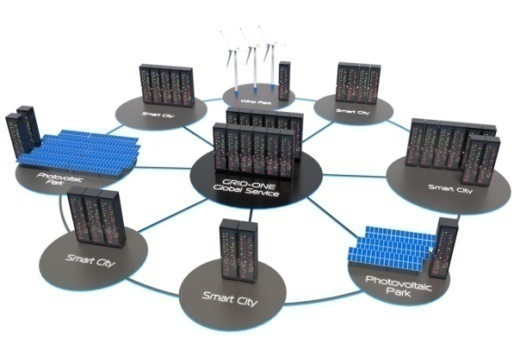 Wind Park
Smart City
Smart City
GRID-ONE
Global Service
Photovoltaic
Park
Smart City
Smart City
Smart City
Photovoltaic
Park